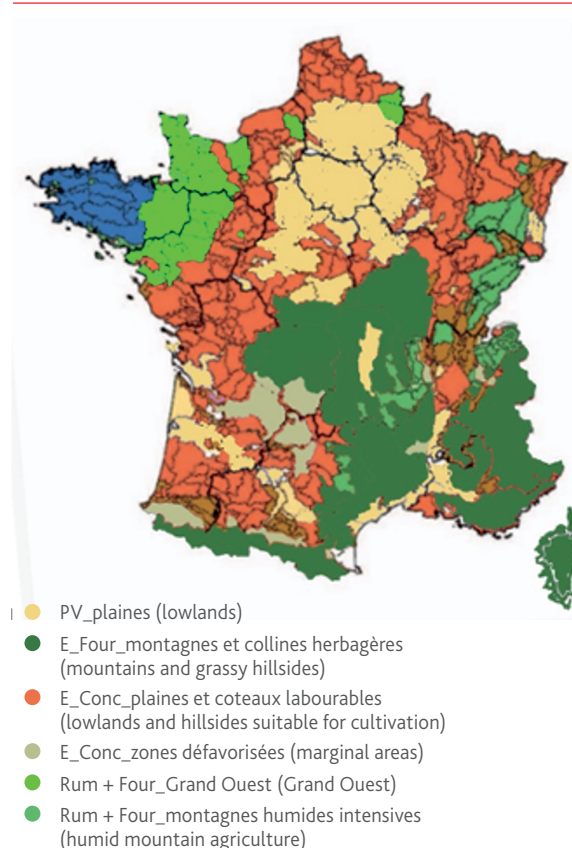 PV_plaines (lowlands)
E_Four_montagnes et collines herbagères
(mountains and grassy hillsides)
E_Conc_plaines et coteaux labourables
(lowlands and hillsides suitable for cultivation)
E_Conc_zones défavorisées (marginal areas)
Rum + Four_Grand Ouest (Grand Ouest)
Rum + Four_montagnes humides intensives
(humid mountain agriculture)